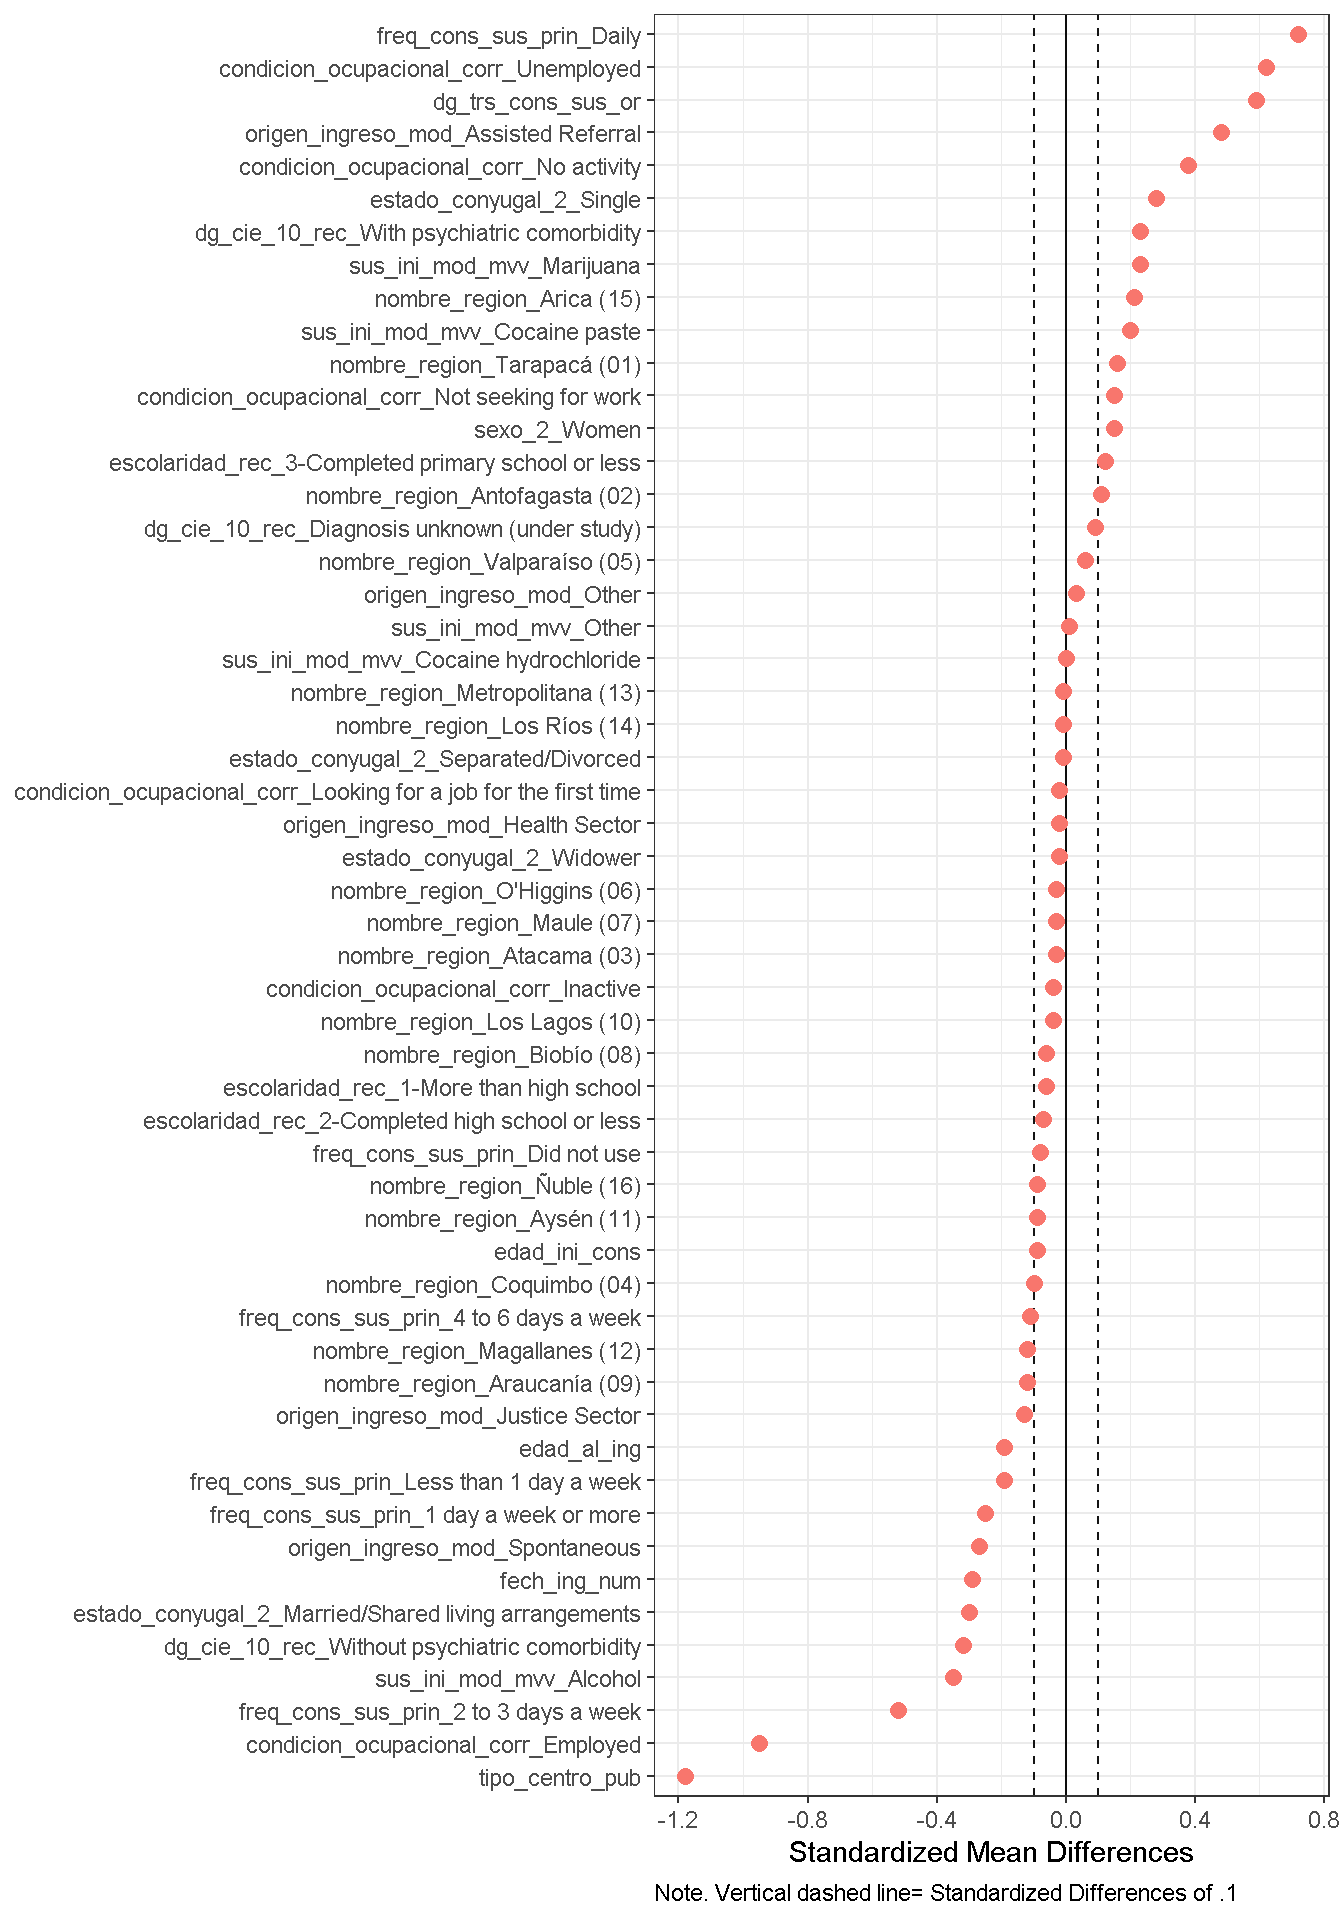 freq_cons_sus_prin_Daily
condicion_ocupacional_corr_Unemployed
dg_trs_cons_sus_or
origen_ingreso_mod_Assisted Referral
condicion_ocupacional_corr_No activity
estado_conyugal_2_Single
dg_cie_10_rec_With psychiatric comorbidity
sus_ini_mod_mvv_Marijuana
nombre_region_Arica (15)
sus_ini_mod_mvv_Cocaine paste
nombre_region_Tarapacá (01)
condicion_ocupacional_corr_Not seeking for work
sexo_2_Women
escolaridad_rec_3-Completed primary school or less
nombre_region_Antofagasta (02)
dg_cie_10_rec_Diagnosis unknown (under study)
nombre_region_Valparaíso (05)
origen_ingreso_mod_Other
sus_ini_mod_mvv_Other
sus_ini_mod_mvv_Cocaine hydrochloride
nombre_region_Metropolitana (13)
nombre_region_Los Ríos (14)
estado_conyugal_2_Separated/Divorced
condicion_ocupacional_corr_Looking for a job for the first time
origen_ingreso_mod_Health Sector
estado_conyugal_2_Widower
nombre_region_O'Higgins (06)
nombre_region_Maule (07)
nombre_region_Atacama (03)
condicion_ocupacional_corr_Inactive
nombre_region_Los Lagos (10)
nombre_region_Biobío (08)
escolaridad_rec_1-More than high school
escolaridad_rec_2-Completed high school or less
freq_cons_sus_prin_Did not use
nombre_region_Ñuble (16)
nombre_region_Aysén (11)
edad_ini_cons
nombre_region_Coquimbo (04)
freq_cons_sus_prin_4 to 6 days a week
nombre_region_Magallanes (12)
nombre_region_Araucanía (09)
origen_ingreso_mod_Justice Sector
edad_al_ing
freq_cons_sus_prin_Less than 1 day a week
freq_cons_sus_prin_1 day a week or more
origen_ingreso_mod_Spontaneous
fech_ing_num
estado_conyugal_2_Married/Shared living arrangements
dg_cie_10_rec_Without psychiatric comorbidity
sus_ini_mod_mvv_Alcohol
freq_cons_sus_prin_2 to 3 days a week
condicion_ocupacional_corr_Employed
tipo_centro_pub
-1.2 -0.8 -0.4 0.0 0.4 0.8
Standardized Mean Differences
Note. Vertical dashed line= Standardized Differences of .1